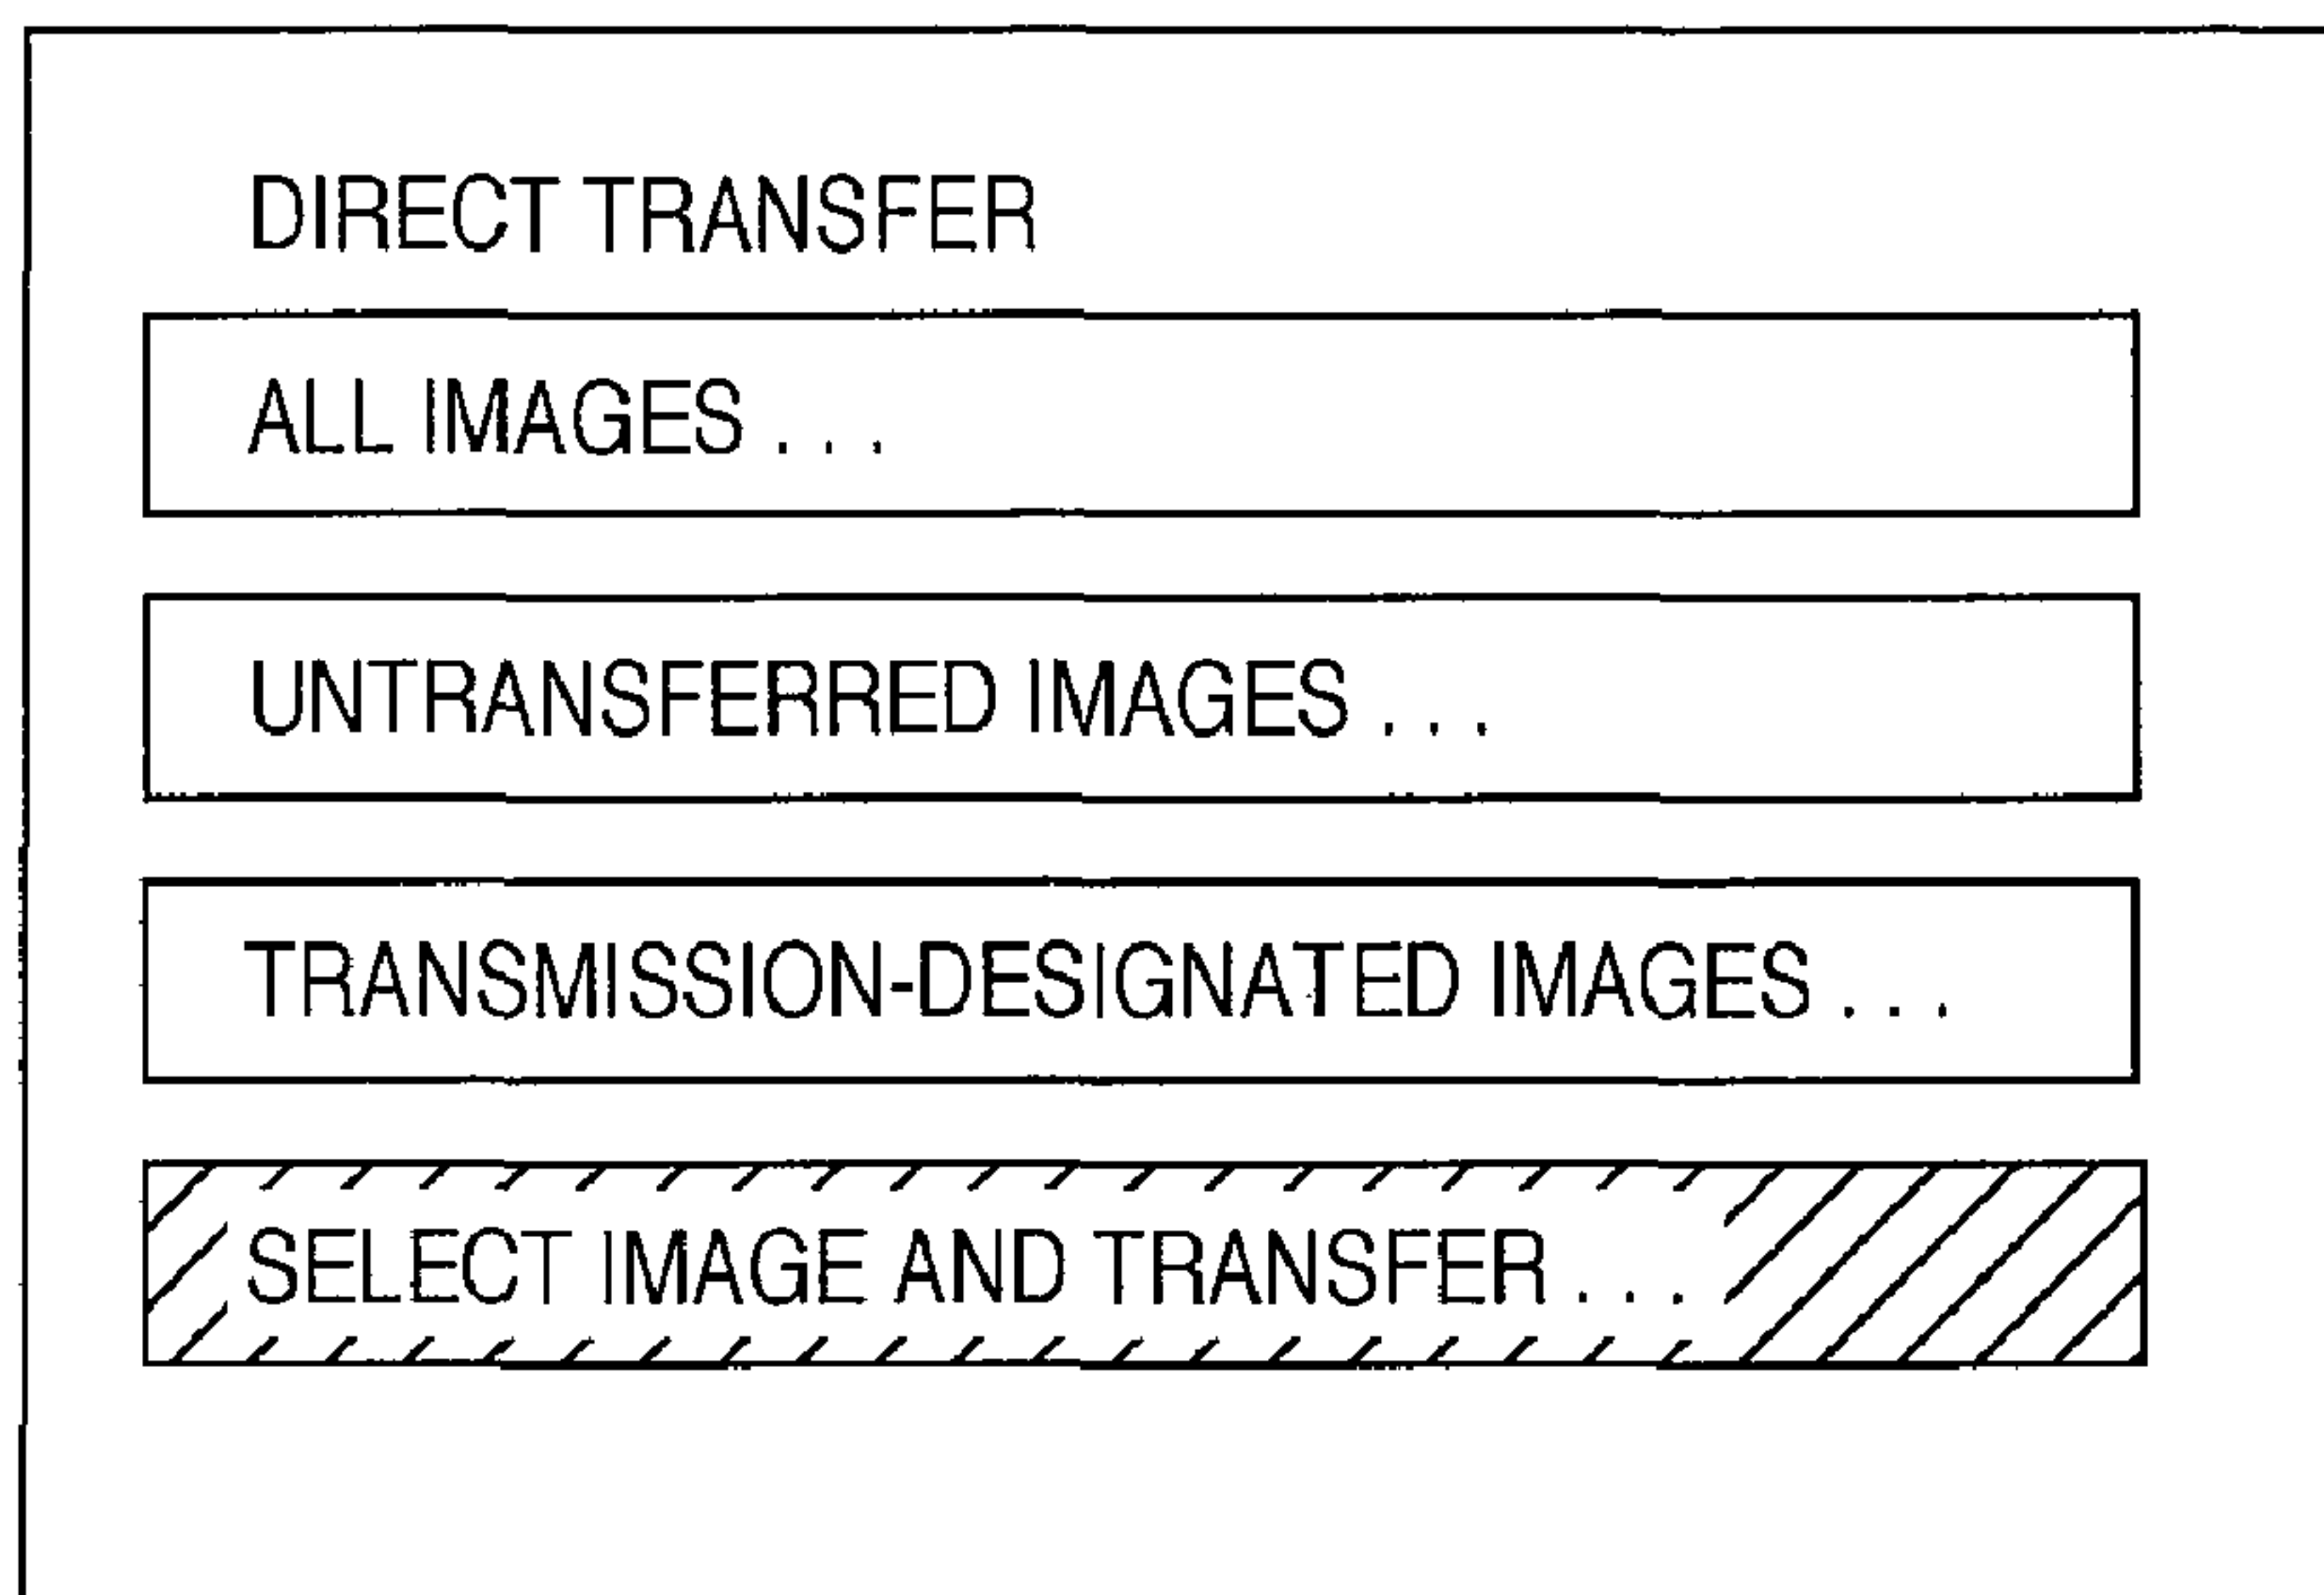 DIRECT TRANSFER
ALL IMAGES . . .
UNTRANSFERRED IMAGES . . .
TRANSMISSION-DESIGNATED IMAGES . . .
SELECT IMAGE AND TRANSFER . . .